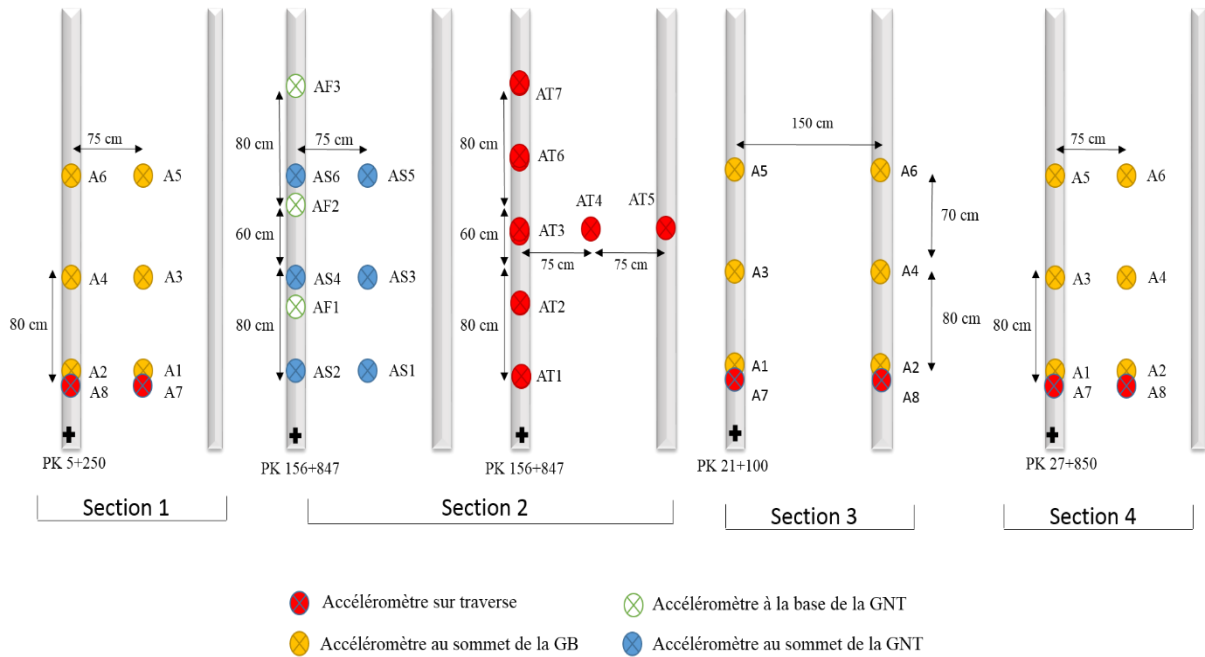 75 cm
A6
A5
A4
A3
80 cm
A2
A1
A8
A7
PK 5+250
Section 1
AF3
80 cm
75 cm
AS6
AS5
AF2
60 cm
AS4
AS3
AF1
80 cm
AS2
AS1
PK 156+847
AT7
80 cm
AT6
AT4
AT5
60 cm
AT3
75 cm
75 cm
AT2
80 cm
AT1
PK 156+847
Section 2
150 cm
A5
A6
70 cm
A3
A4
80 cm
A1
A2
A7
A8
PK 21+100
Section 3
75 cm
A5
A6
A3
A4
80 cm
A1
A2
A7
A8
PK 27+850
Section 4
Accéléromètre sur traverse
Accéléromètre à la base de la GNT
Accéléromètre au sommet de la GB
Accéléromètre au sommet de la GNT